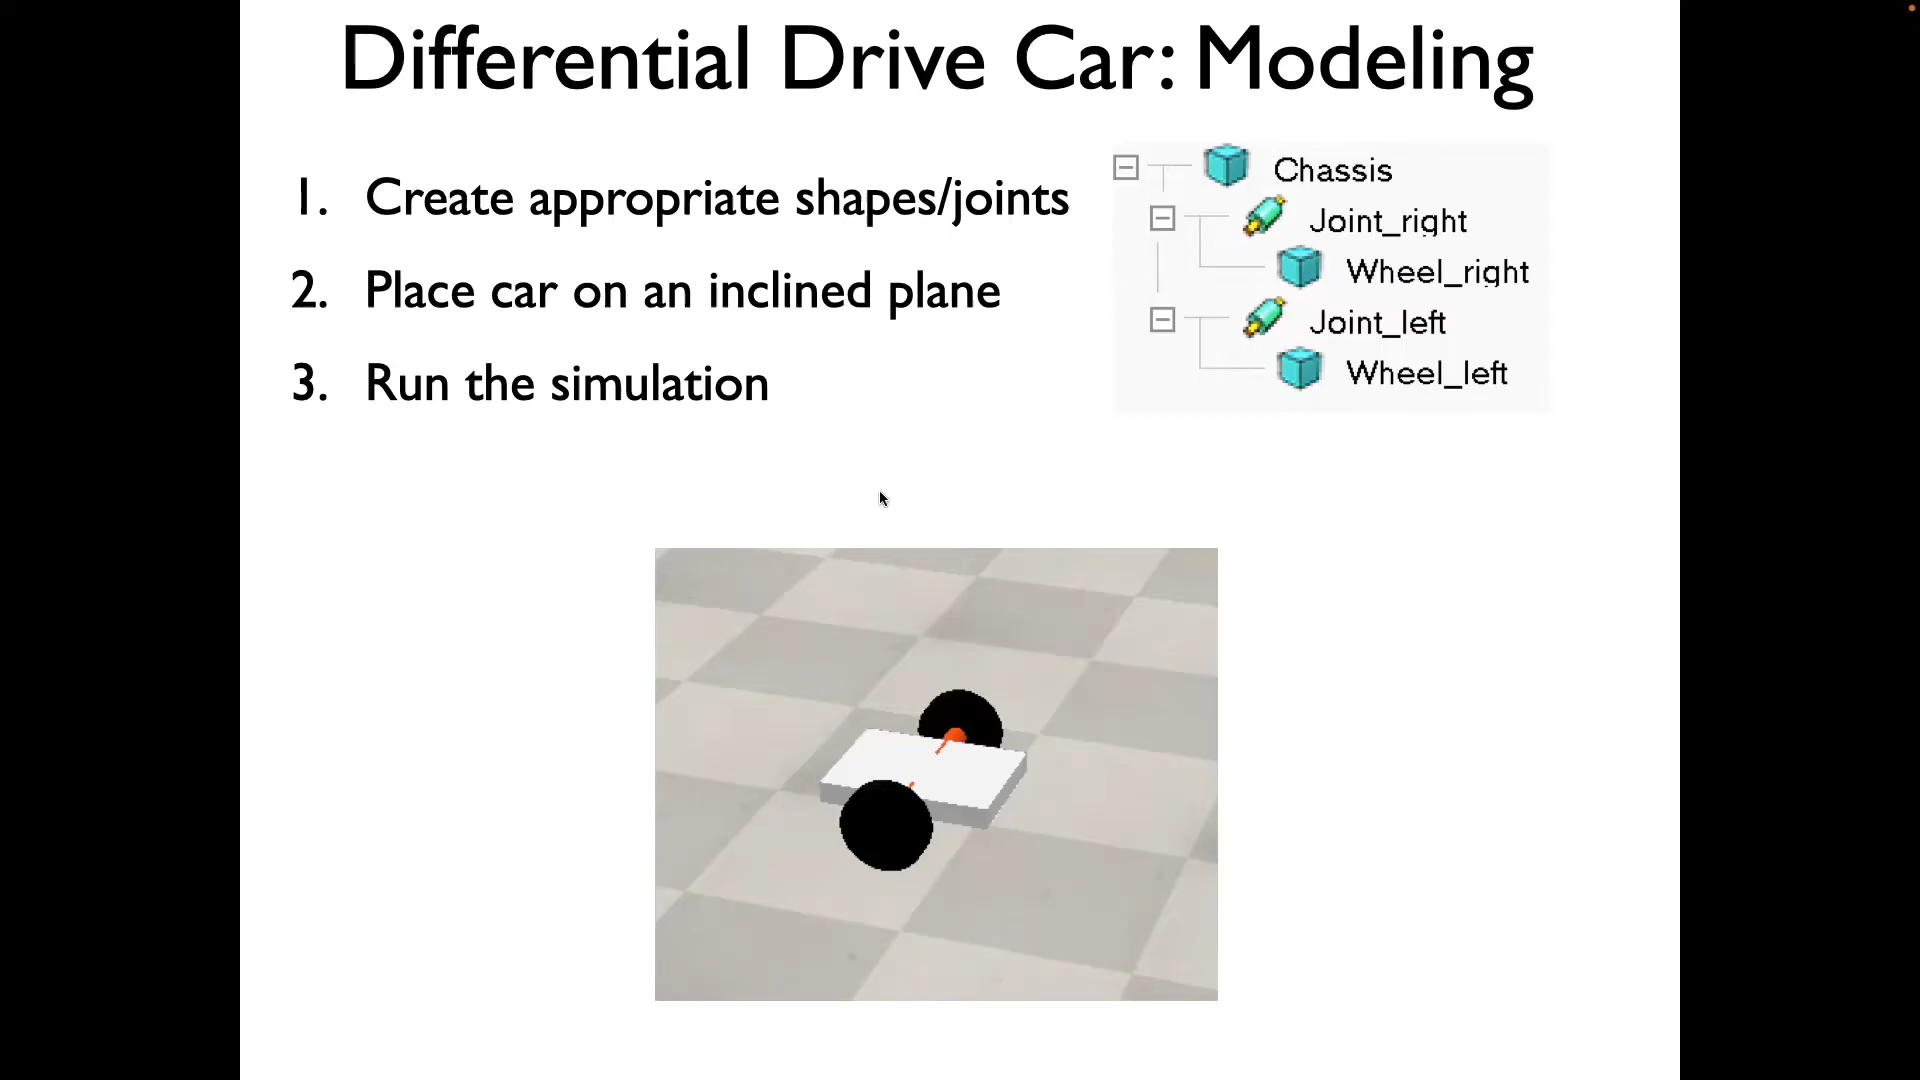 Differential Drive Car: Modeling
1. Create appropriate shapes/joints
2. Place car on an inclined plane
3. Run the simulation
Chassis
Joint_right
Wheel_right
Joint_left
Wheel_left